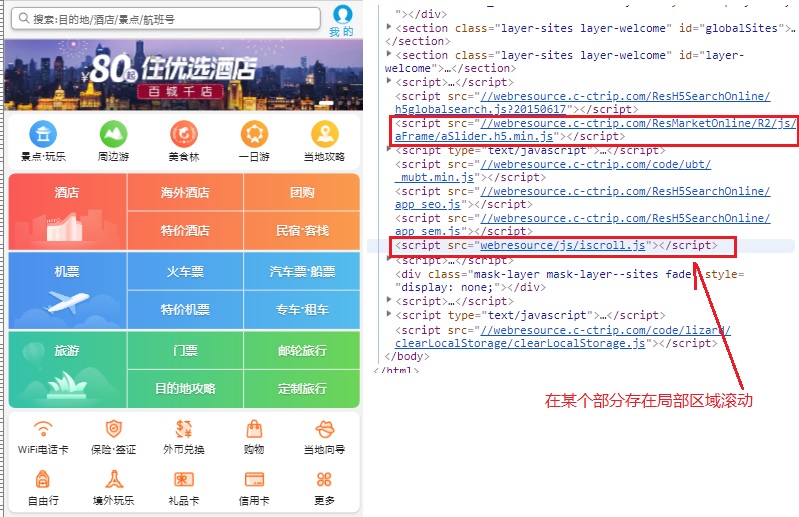 搜索:目的地/酒店/景点/航班号
我 的
¥80起 住优选酒店
百城千店
景点·玩乐 周边游 美食林 一日游 当地攻略
酒店 海外酒店 团购
特价酒店 民宿·客栈
机票 火车票 汽车票·船票
特价机票 专车·租车
旅游 门票 邮轮旅行
目的地攻略 定制旅行
WiFi电话卡 保险·签证 外币兑换 购物 当地向导
自由行 境外玩乐 礼品卡 信用卡 更多
"></div>
<section class="layer-sites layer-welcome" id="globalSites">…
</section>
<section class="layer-sites layer-welcome" id="layer-
welcome">…</section>
<script>…</script>
<script src="//webresource.c-ctrip.com/ResH5SearchOnline/
h5globalsearch.js?20150617"></script>
<script src="//webresource.c-ctrip.com/ResMarketOnline/R2/js/
aFrame/aSlider.h5.min.js"></script>
<script type="text/javascript">…</script>
<script src="//webresource.c-ctrip.com/code/ubt/
_mubt.min.js"></script>
<script src="//webresource.c-ctrip.com/ResH5SearchOnline/
app_seo.js"></script>
<script src="//webresource.c-ctrip.com/ResH5SearchOnline/
app_sem.js"></script>
<script src="webresource/js/iscroll.js"></script>
<script>…</script>
<div class="mask-layer mask-layer--sites fade" style=
"display: none;"></div>
<script>…</script>
<script type="text/javascript">…</script>
<script src="//webresource.c-ctrip.com/code/lizard/
clearLocalStorage/clearLocalStorage.js"></script>
</body>
</html>
在某个部分存在局部区域滚动